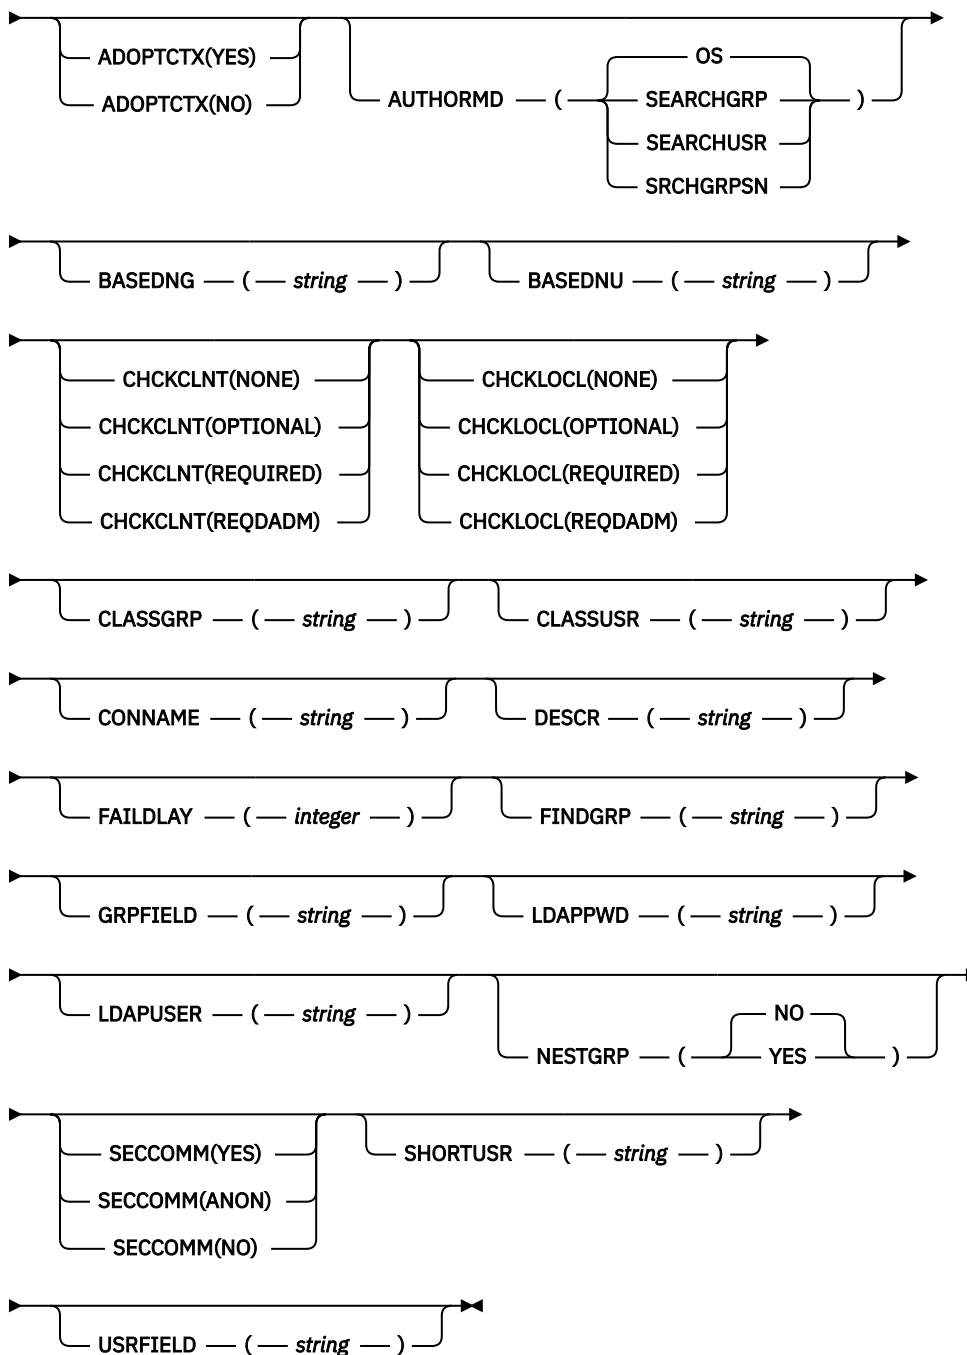 ADOPTCTX(YES)
ADOPTCTX(NO)
AUTHORMD ( OS )
SEARCHGRP
SEARCHUSR
SRCHGRPSN
BASEDNG ( string ) BASEDNU ( string )
CHCKCLNT(NONE)
CHCKCLNT(OPTIONAL)
CHCKCLNT(REQUIRED)
CHCKCLNT(REQDADM)
CHCKLOCL(NONE)
CHCKLOCL(OPTIONAL)
CHCKLOCL(REQUIRED)
CHCKLOCL(REQDADM)
CLASSGRP ( string ) CLASSUSR ( string )
CONNAME ( string ) DESCR ( string )
FAILDLAY ( integer ) FINDGRP ( string )
GRPFIELD ( string ) LDAPPWD ( string )
LDAPUSER ( string )
NO
NESTGRP ( YES )
SECCOMM(YES)
SECCOMM(ANON)
SECCOMM(NO)
SHORTUSR ( string )
USRFIELD ( string )